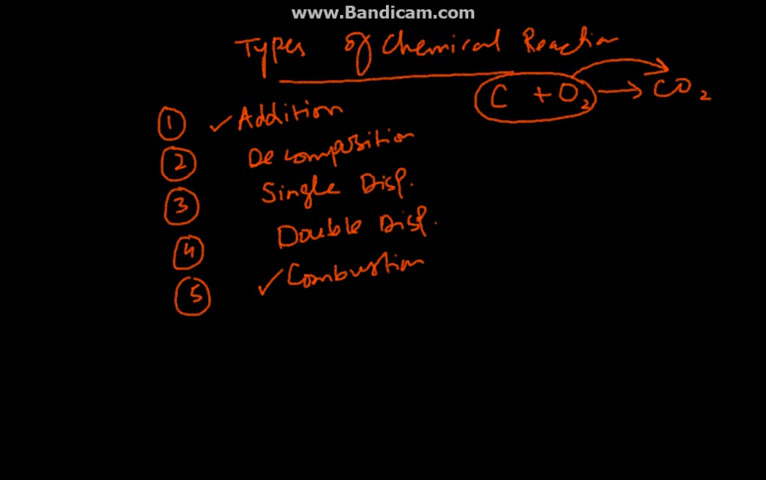 www.Bandicam.com
Types of Chemical Reaction
C + O₂ → CO₂
① ✓ Addition
② Decomposition
③ Single Disp.
④ Double Disp.
⑤ ✓ Combustion